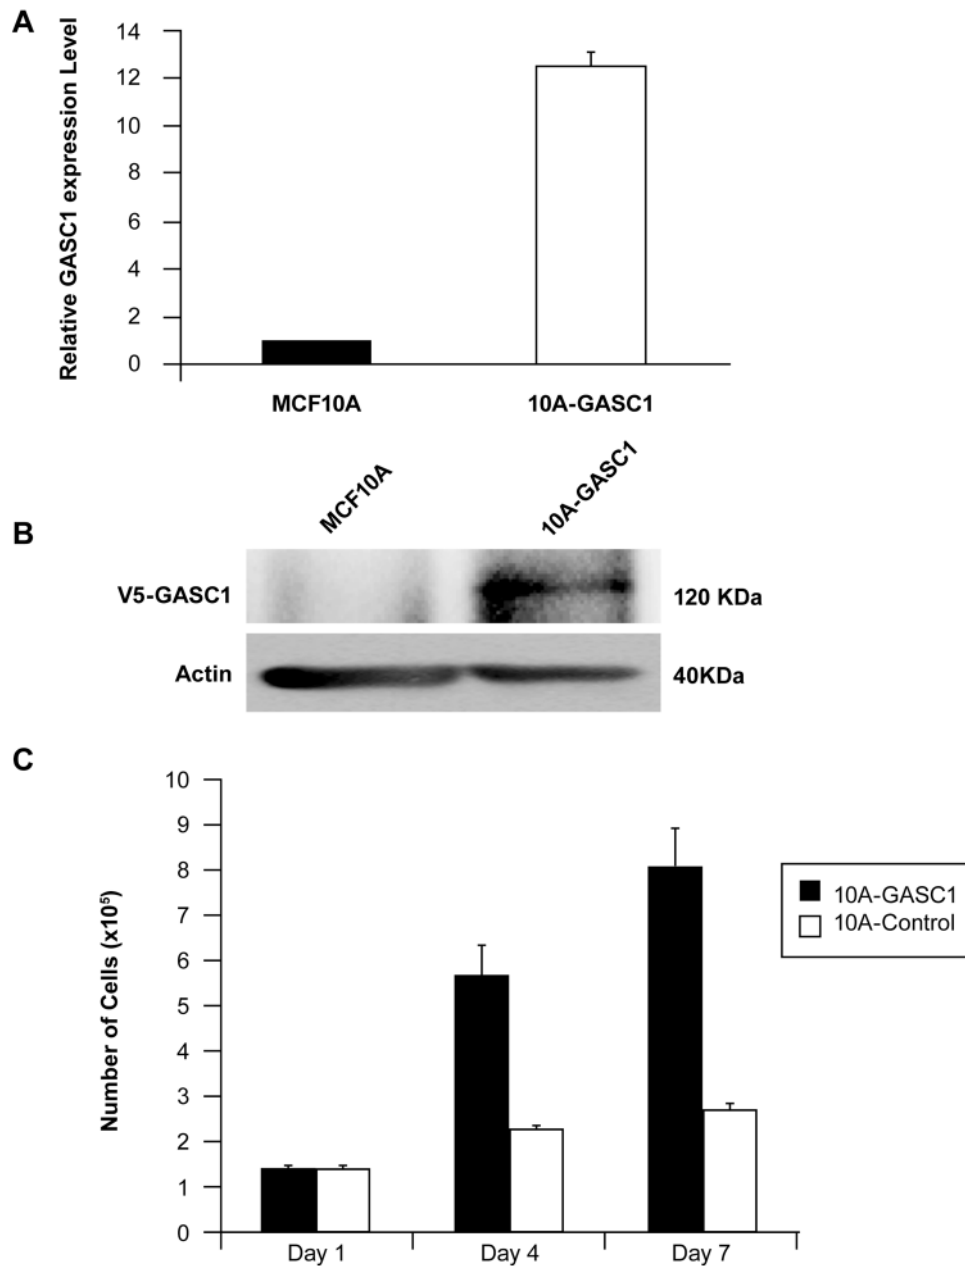 A
Relative GASC1 expression Level
14
12
10
8
6
4
2
0
MCF10A 10A-GASC1
B
MCF10A 10A-GASC1
V5-GASC1 120 KDa
Actin 40KDa
C
Number of Cells (x10⁵)
10
9
8
7
6
5
4
3
2
1
0
Day 1 Day 4 Day 7
10A-GASC1
10A-Control